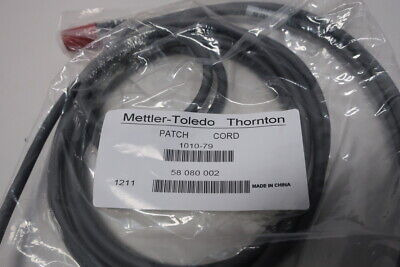 Mettler-Toledo Thornton
PATCH CORD
1010-79
58 080 002
1211 MADE IN CHINA